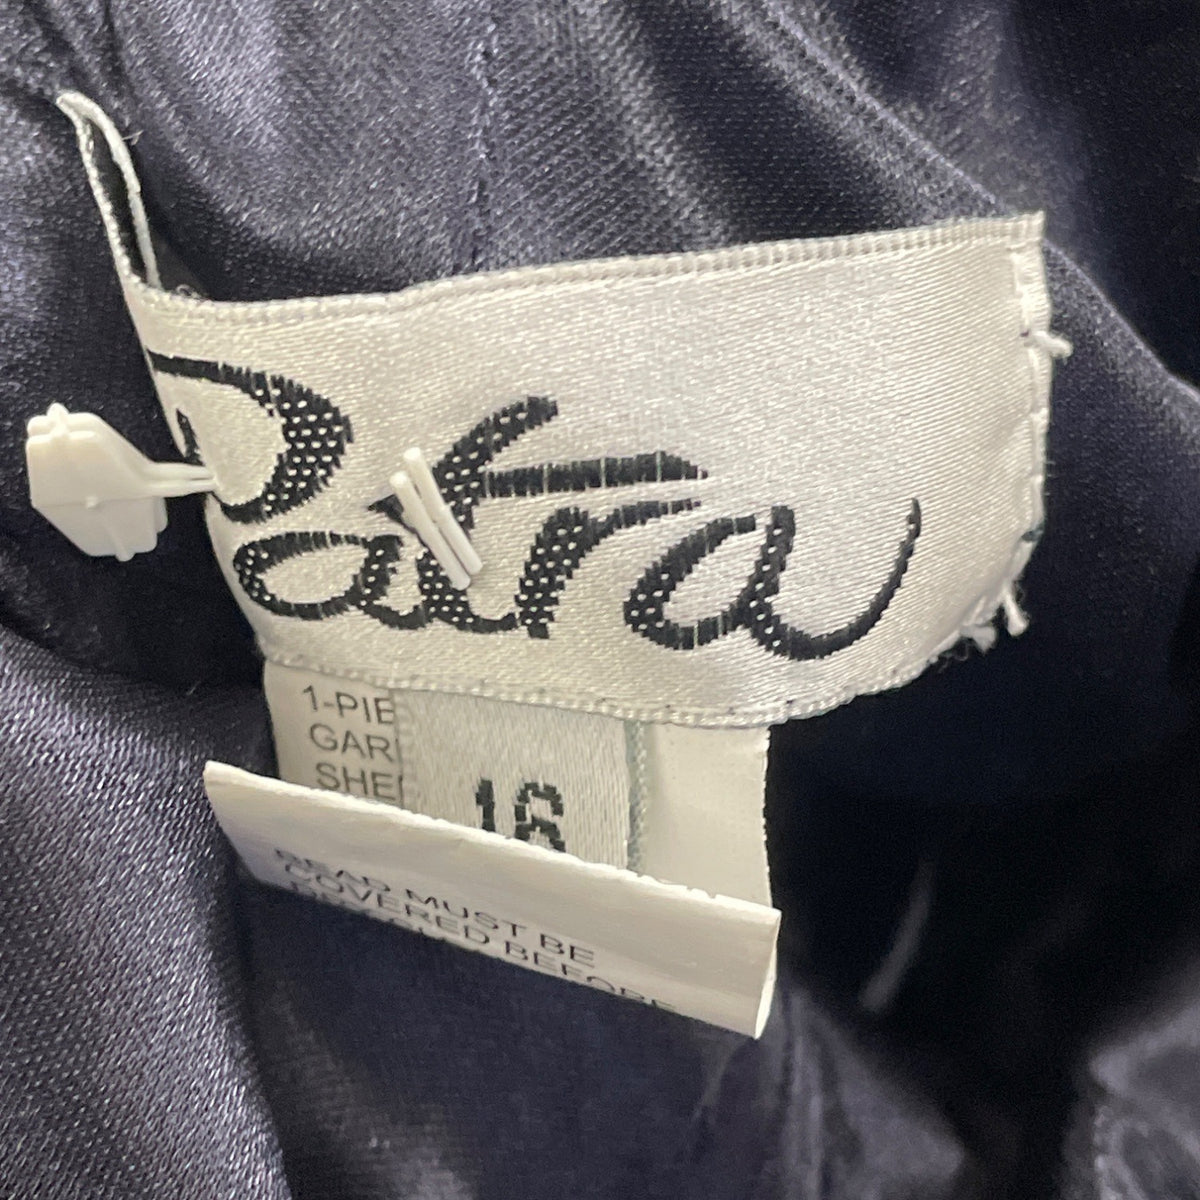 Patra
1-PIE
GAR
SHE
16
BEAD MUST BE
COVERED
BEFORE